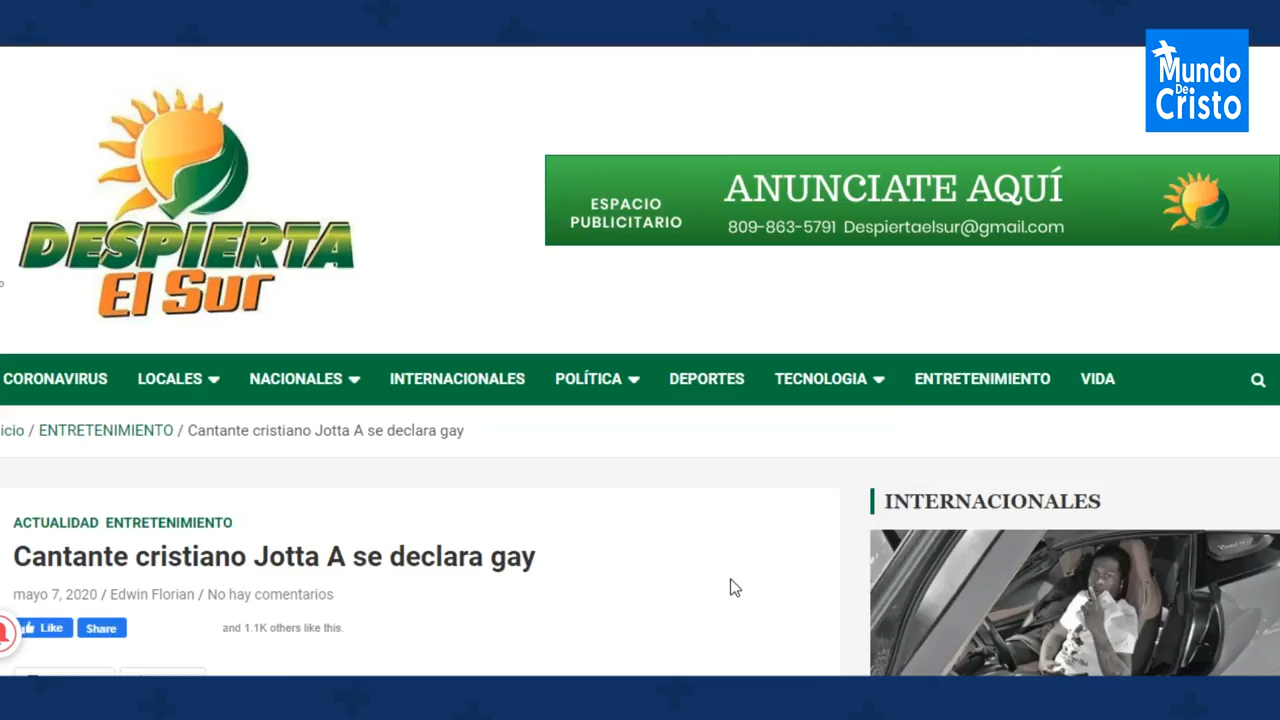 Mundo
De
Cristo
DESPIERTA
El Sur
ESPACIO
PUBLICITARIO
ANUNCIATE AQUÍ
809-863-5791 Despiertaelsur@gmail.com
CORONAVIRUS LOCALES NACIONALES INTERNACIONALES POLÍTICA DEPORTES TECNOLOGIA ENTRETENIMIENTO VIDA
icio / ENTRETENIMIENTO / Cantante cristiano Jotta A se declara gay
ACTUALIDAD ENTRETENIMIENTO
Cantante cristiano Jotta A se declara gay
mayo 7, 2020 / Edwin Florian / No hay comentarios
Like Share and 1.1K others like this.
INTERNACIONALES